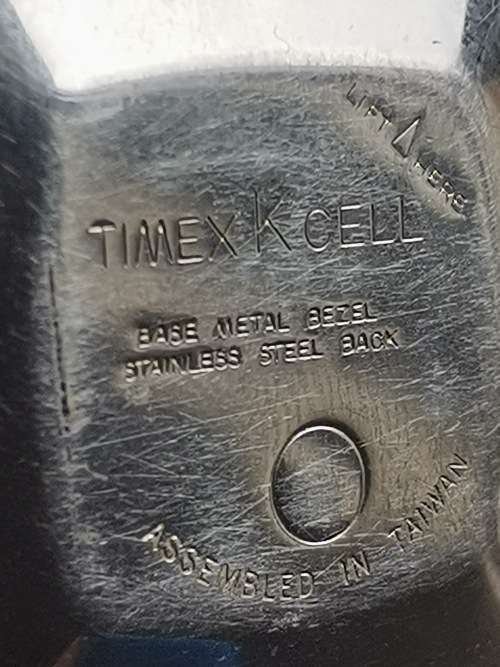 LIFT HERE
TIMEX K CELL
BASE METAL BEZEL
STAINLESS STEEL BACK
ASSEMBLED IN TAIWAN